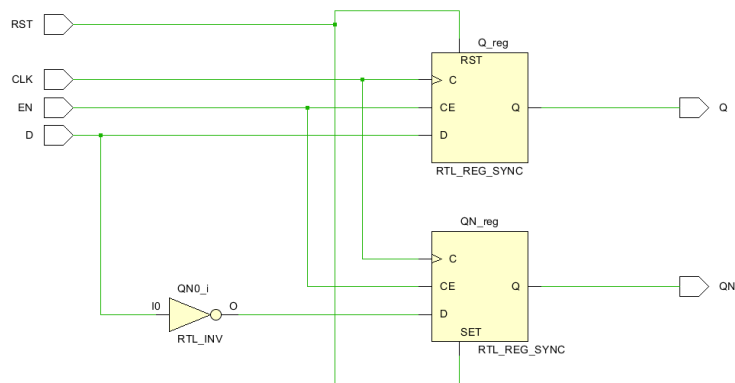 RST
Q_reg
RST
CLK
C
EN
CE
Q
Q
D
D
RTL_REG_SYNC
QN_reg
C
QN0_i
CE
Q
QN
I0
O
D
RTL_INV
SET
RTL_REG_SYNC